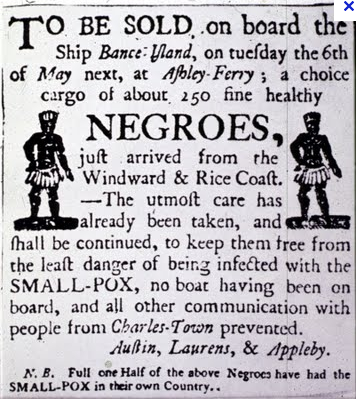 TO BE SOLD on board the
Ship Bance-Yland, on tueſday the 6th
of May next, at Aſhley-Ferry; a choice
cargo of about 250 fine healthy
NEGROES,
juſt arrived from the
Windward & Rice Coaſt.
—The utmoſt care has
already been taken, and
ſhall be continued, to keep them free from
the leaſt danger of being infected with the
SMALL-POX, no boat having been on
board, and all other communication with
people from Charles-Town prevented.
Auſtin, Laurens, & Appleby.
N. B. Full one Half of the above Negroes have had the
SMALL-POX in their own Country.